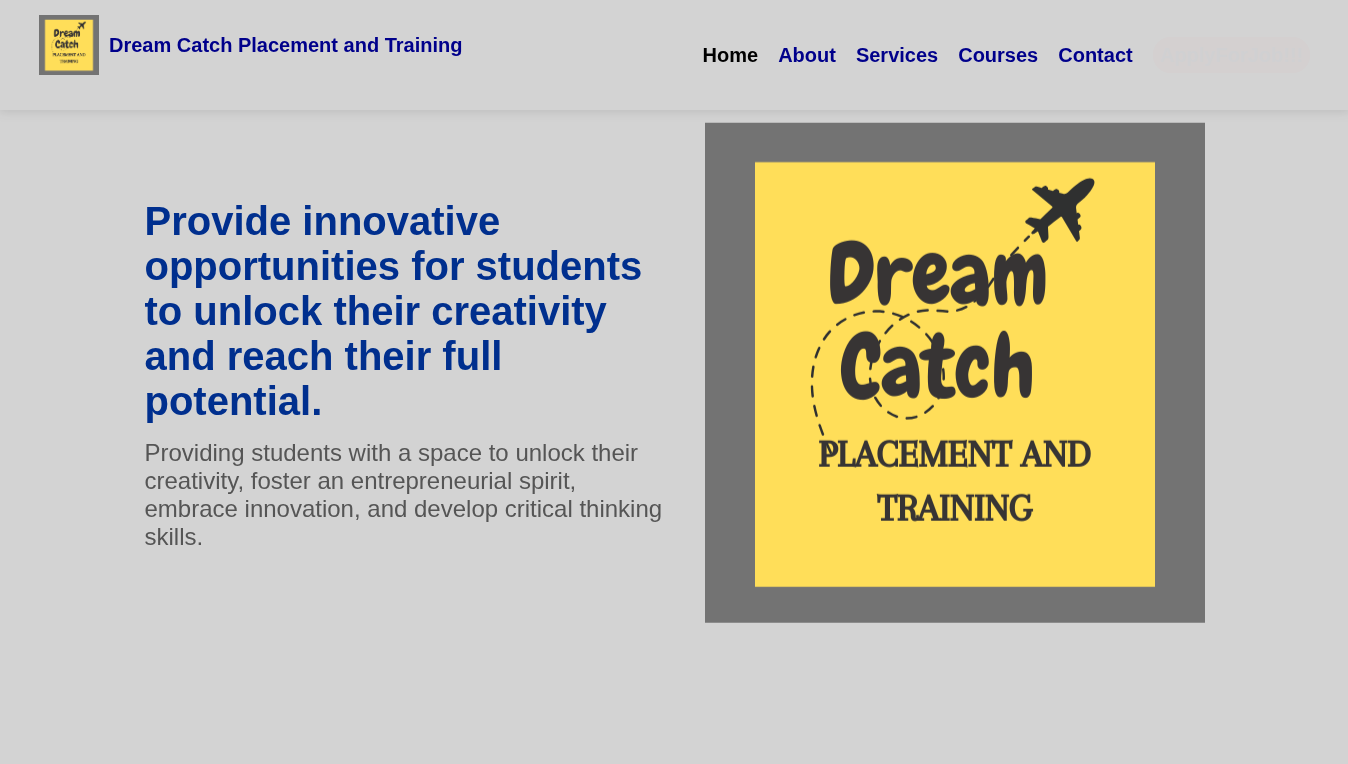 Dream
Catch
PLACEMENT AND
TRAINING
Dream Catch Placement and Training
Home About Services Courses Contact
Provide innovative
opportunities for students
to unlock their creativity
and reach their full
potential.
Providing students with a space to unlock their
creativity, foster an entrepreneurial spirit,
embrace innovation, and develop critical thinking
skills.
Dream
Catch
PLACEMENT AND
TRAINING